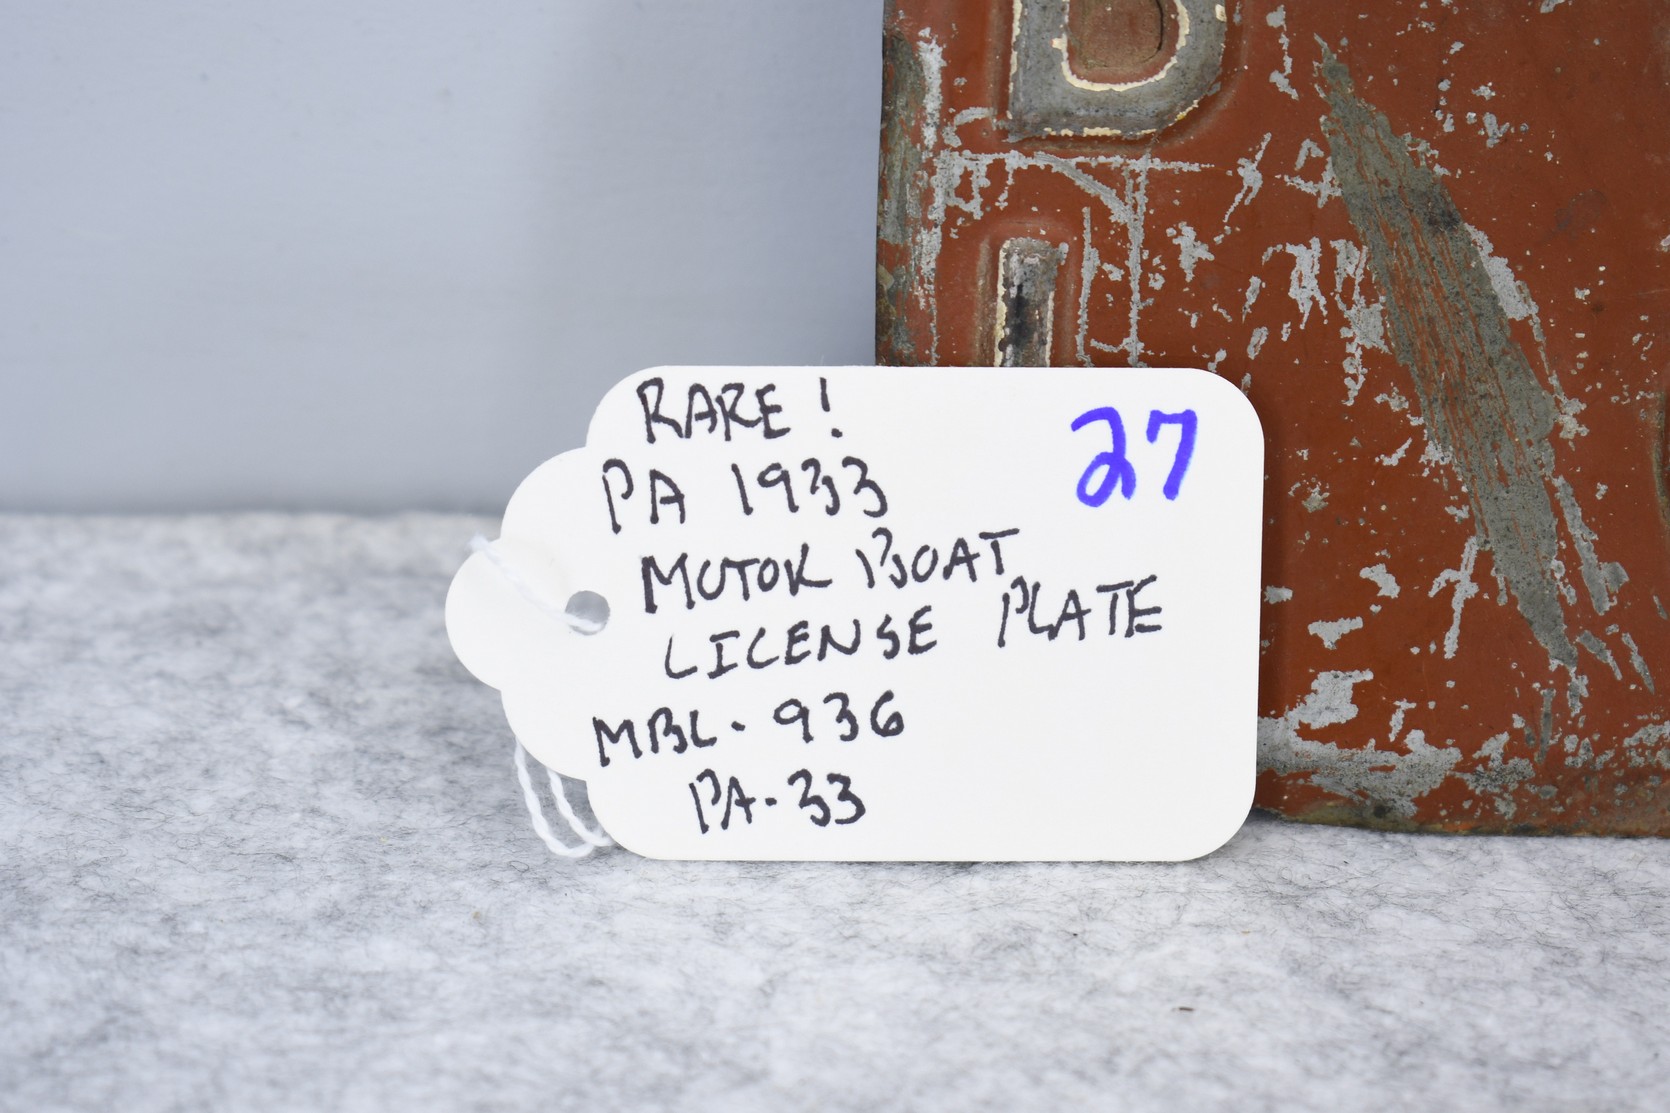 B
RARE!
27
PA 1933
MOTOR BOAT
LICENSE PLATE
MBL-936
PA-33